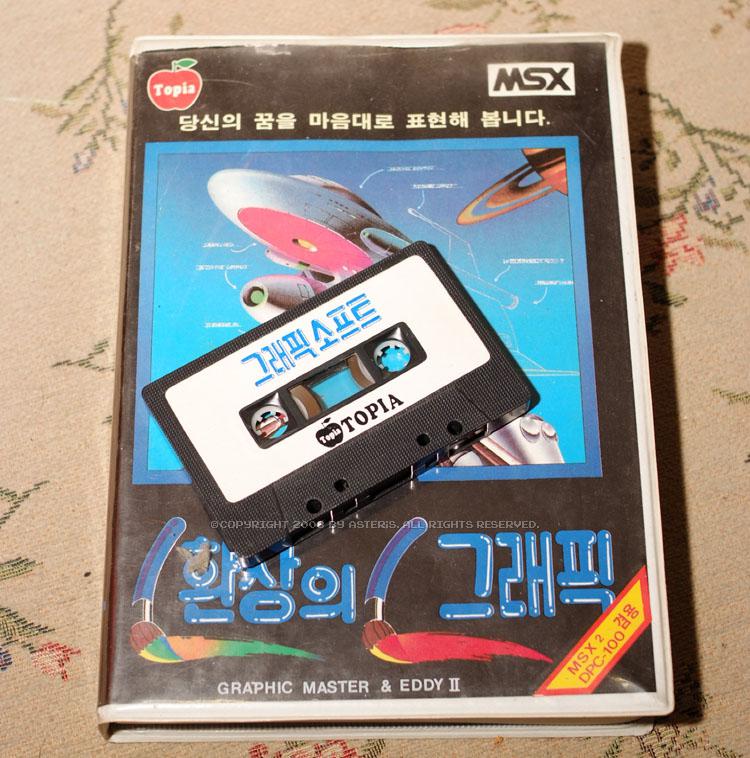 Topia
MSX
당신의 꿈을 마음대로 표현해 봅니다.
그래픽 소프트
Topia TOPIA
©COPYRIGHT 2008 BY ASTERIS. ALL RIGHTS RESERVED.
환상의 그래픽
MSX 2 겸용
DPC-100
GRAPHIC MASTER & EDDY II